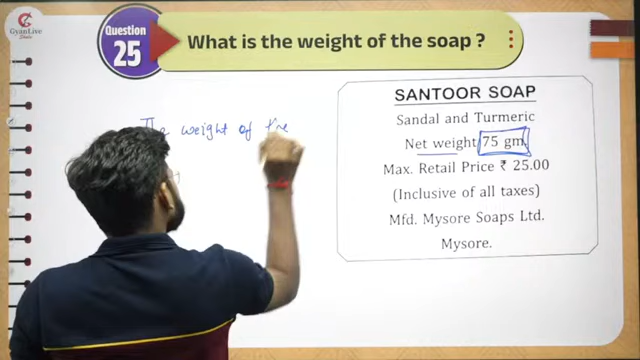 GyanLive
Question
25
What is the weight of the soap ?
SANTOOR SOAP
Sandal and Turmeric
Net weight 75 gm.
Max. Retail Price ₹ 25.00
(Inclusive of all taxes)
Mfd. Mysore Soaps Ltd.
Mysore.
The weight of the